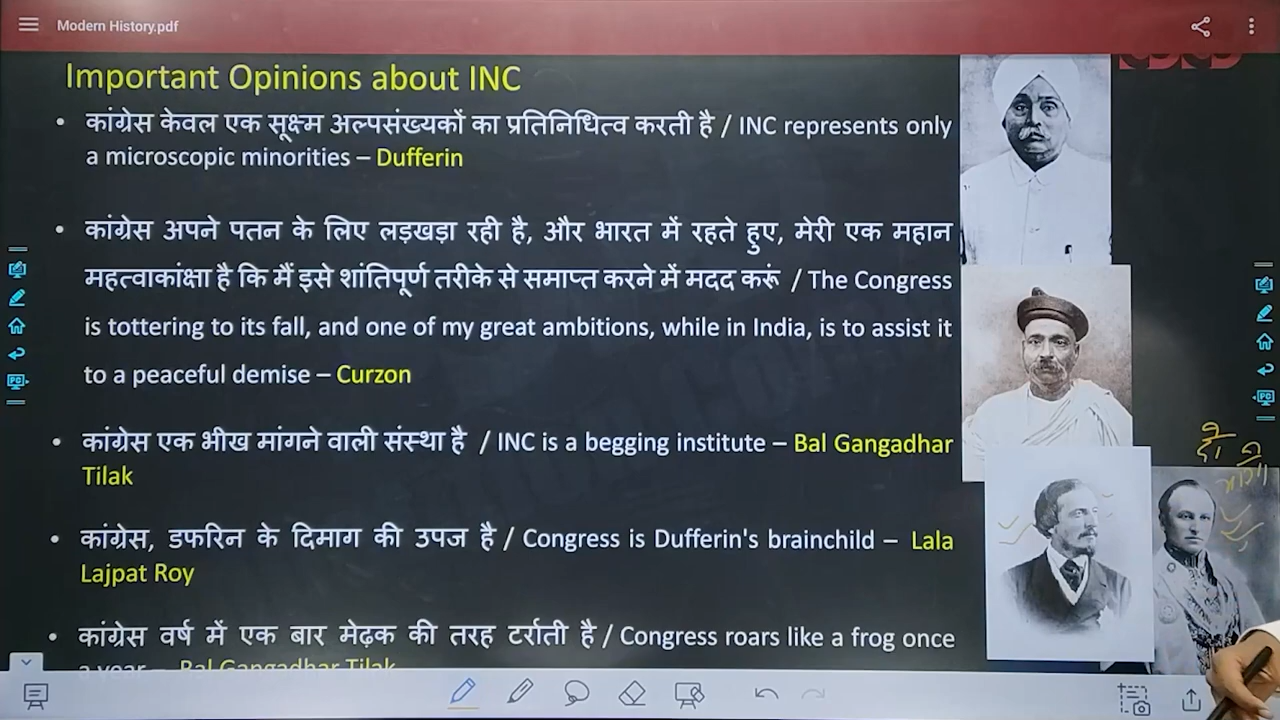 Modern History.pdf
Important Opinions about INC
• कांग्रेस केवल एक सूक्ष्म अल्पसंख्यकों का प्रतिनिधित्व करती है / INC represents only
a microscopic minorities – Dufferin
• कांग्रेस अपने पतन के लिए लड़खड़ा रही है, और भारत में रहते हुए, मेरी एक महान
महत्वाकांक्षा है कि मैं इसे शांतिपूर्ण तरीके से समाप्त करने में मदद करूं / The Congress
is tottering to its fall, and one of my great ambitions, while in India, is to assist it
to a peaceful demise – Curzon
• कांग्रेस एक भीख मांगने वाली संस्था है / INC is a begging institute – Bal Gangadhar
Tilak
• कांग्रेस, डफरिन के दिमाग की उपज है / Congress is Dufferin's brainchild – Lala
Lajpat Roy
• कांग्रेस वर्ष में एक बार मेढ़क की तरह टर्राती है / Congress roars like a frog once
a year – Bal Gangadhar Tilak